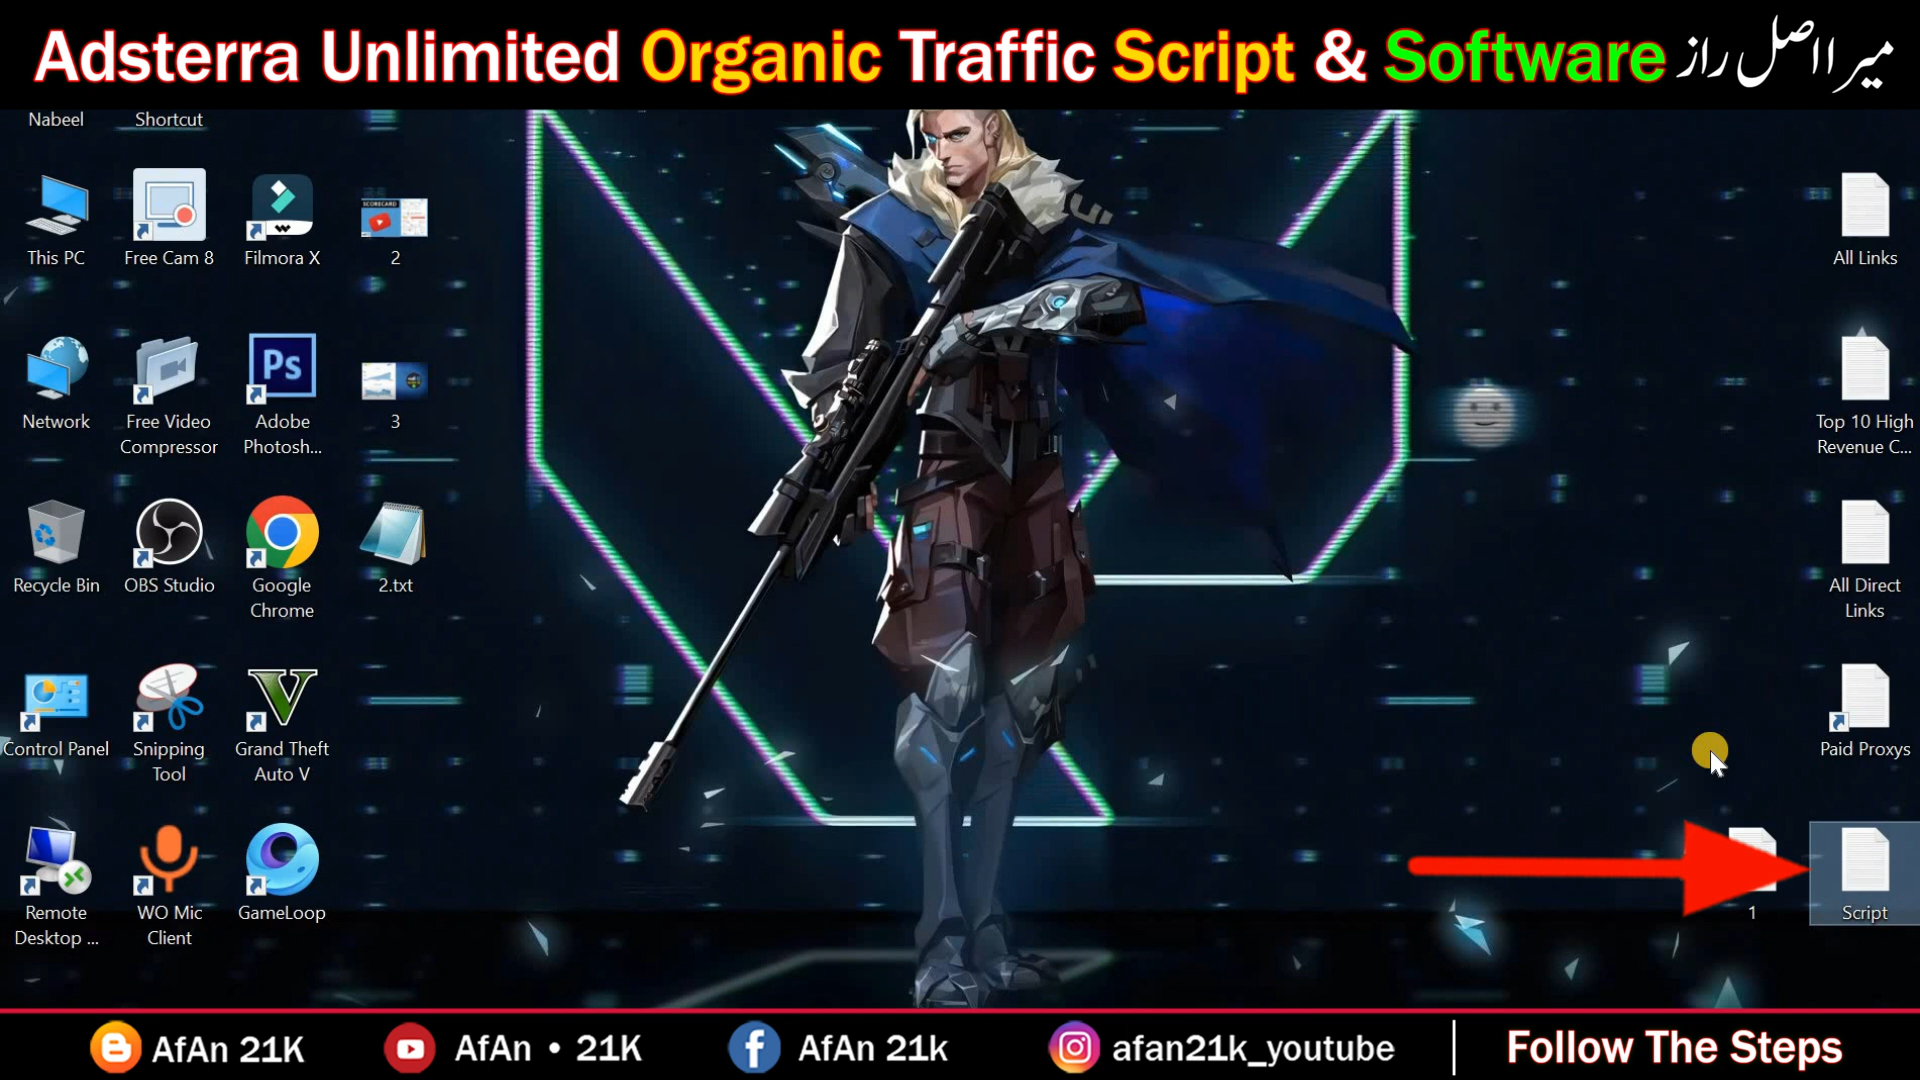 Adsterra Unlimited Organic Traffic Script & Software میرا اصل راز
Nabeel
Shortcut
This PC
Free Cam 8
Filmora X
SCORECARD
2
All Links
Network
Free Video
Compressor
Ps
Adobe
Photosh...
3
Top 10 High
Revenue C...
Recycle Bin
OBS Studio
Google
Chrome
2.txt
All Direct
Links
Control Panel
Snipping
Tool
V
Grand Theft
Auto V
Paid Proxys
Remote
Desktop ...
WO Mic
Client
GameLoop
1
Script
AfAn 21K
AfAn • 21K
AfAn 21k
afan21k_youtube
Follow The Steps